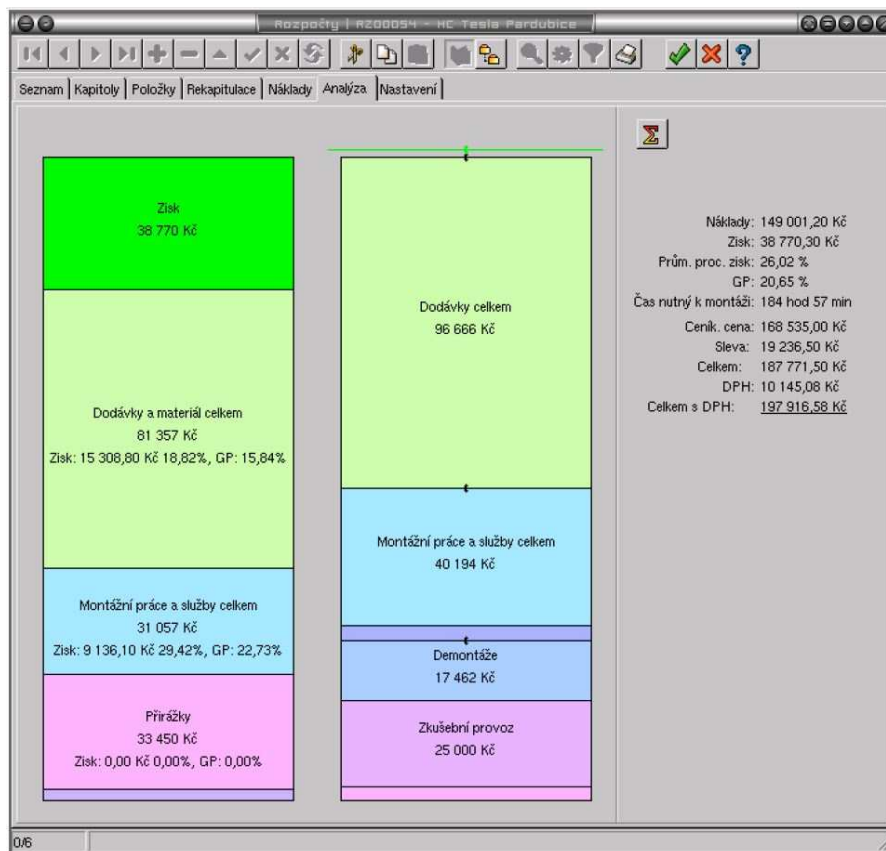 Rozpočty | RZ00054 - HC Tesla Pardubice
Seznam Kapitoly Položky Rekapitulace Náklady Analýza Nastavení
Zisk
38 770 Kč
Dodávky a materiál celkem
81 357 Kč
Zisk: 15 308,80 Kč 18,82%, GP: 15,84%
Montážní práce a služby celkem
31 057 Kč
Zisk: 9 136,10 Kč 29,42%, GP: 22,73%
Přirážky
33 450 Kč
Zisk: 0,00 Kč 0,00%, GP: 0,00%
Dodávky celkem
96 666 Kč
Montážní práce a služby celkem
40 194 Kč
Demontáže
17 462 Kč
Zkušební provoz
25 000 Kč
Σ
Náklady: 149 001,20 Kč
Zisk: 38 770,30 Kč
Prům. proc. zisk: 26,02 %
GP: 20,65 %
Čas nutný k montáži: 184 hod 57 min
Ceník. cena: 168 535,00 Kč
Sleva: 19 236,50 Kč
Celkem: 187 771,50 Kč
DPH: 10 145,08 Kč
Celkem s DPH: 197 916,58 Kč
0/6